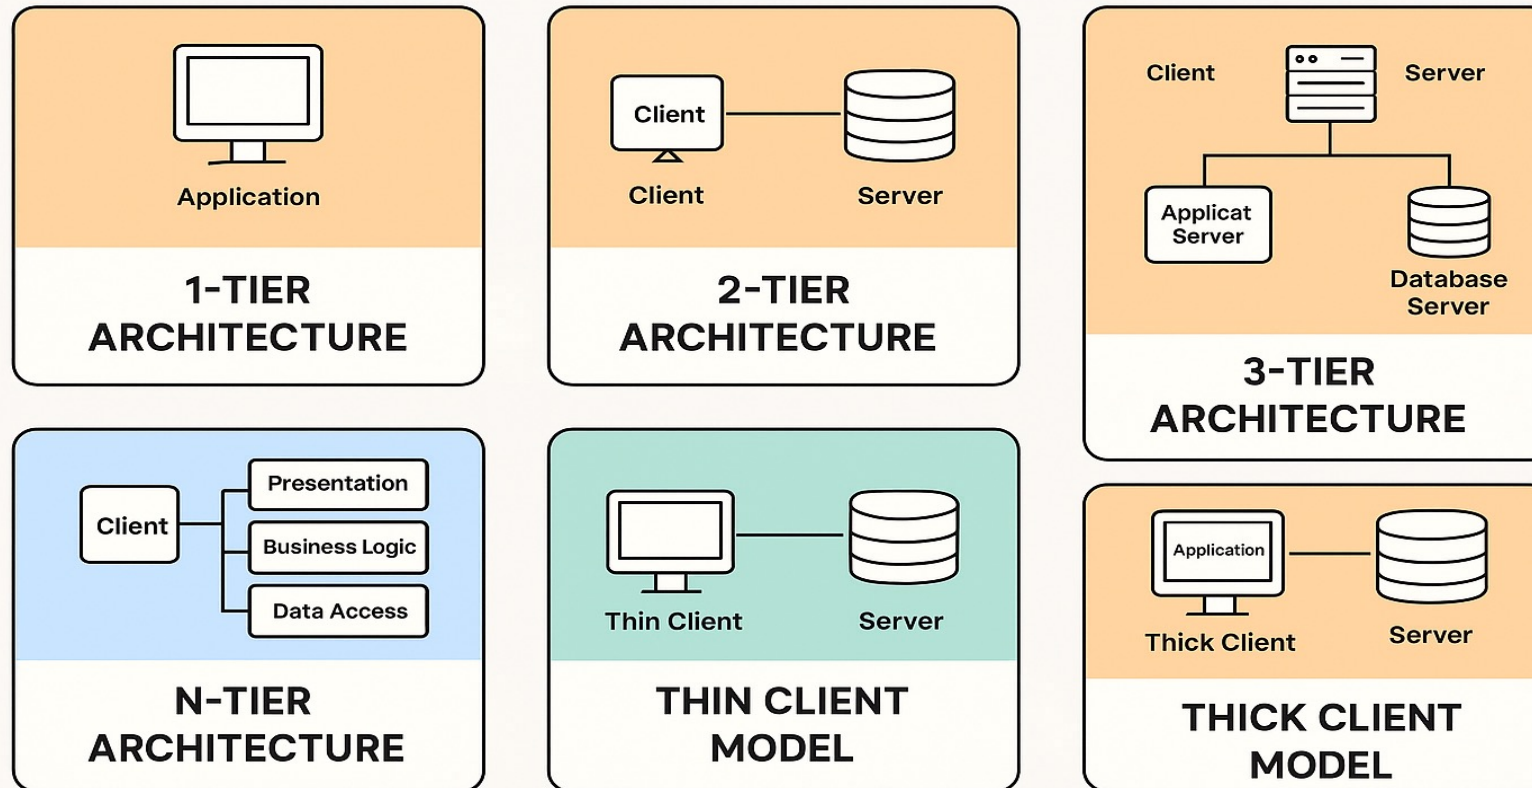 Application
1-TIER
ARCHITECTURE
Client
Client
Server
2-TIER
ARCHITECTURE
Client
Server
Applicat
Server
Database
Server
3-TIER
ARCHITECTURE
Client
Presentation
Business Logic
Data Access
N-TIER
ARCHITECTURE
Thin Client
Server
THIN CLIENT
MODEL
Application
Thick Client
Server
THICK CLIENT
MODEL